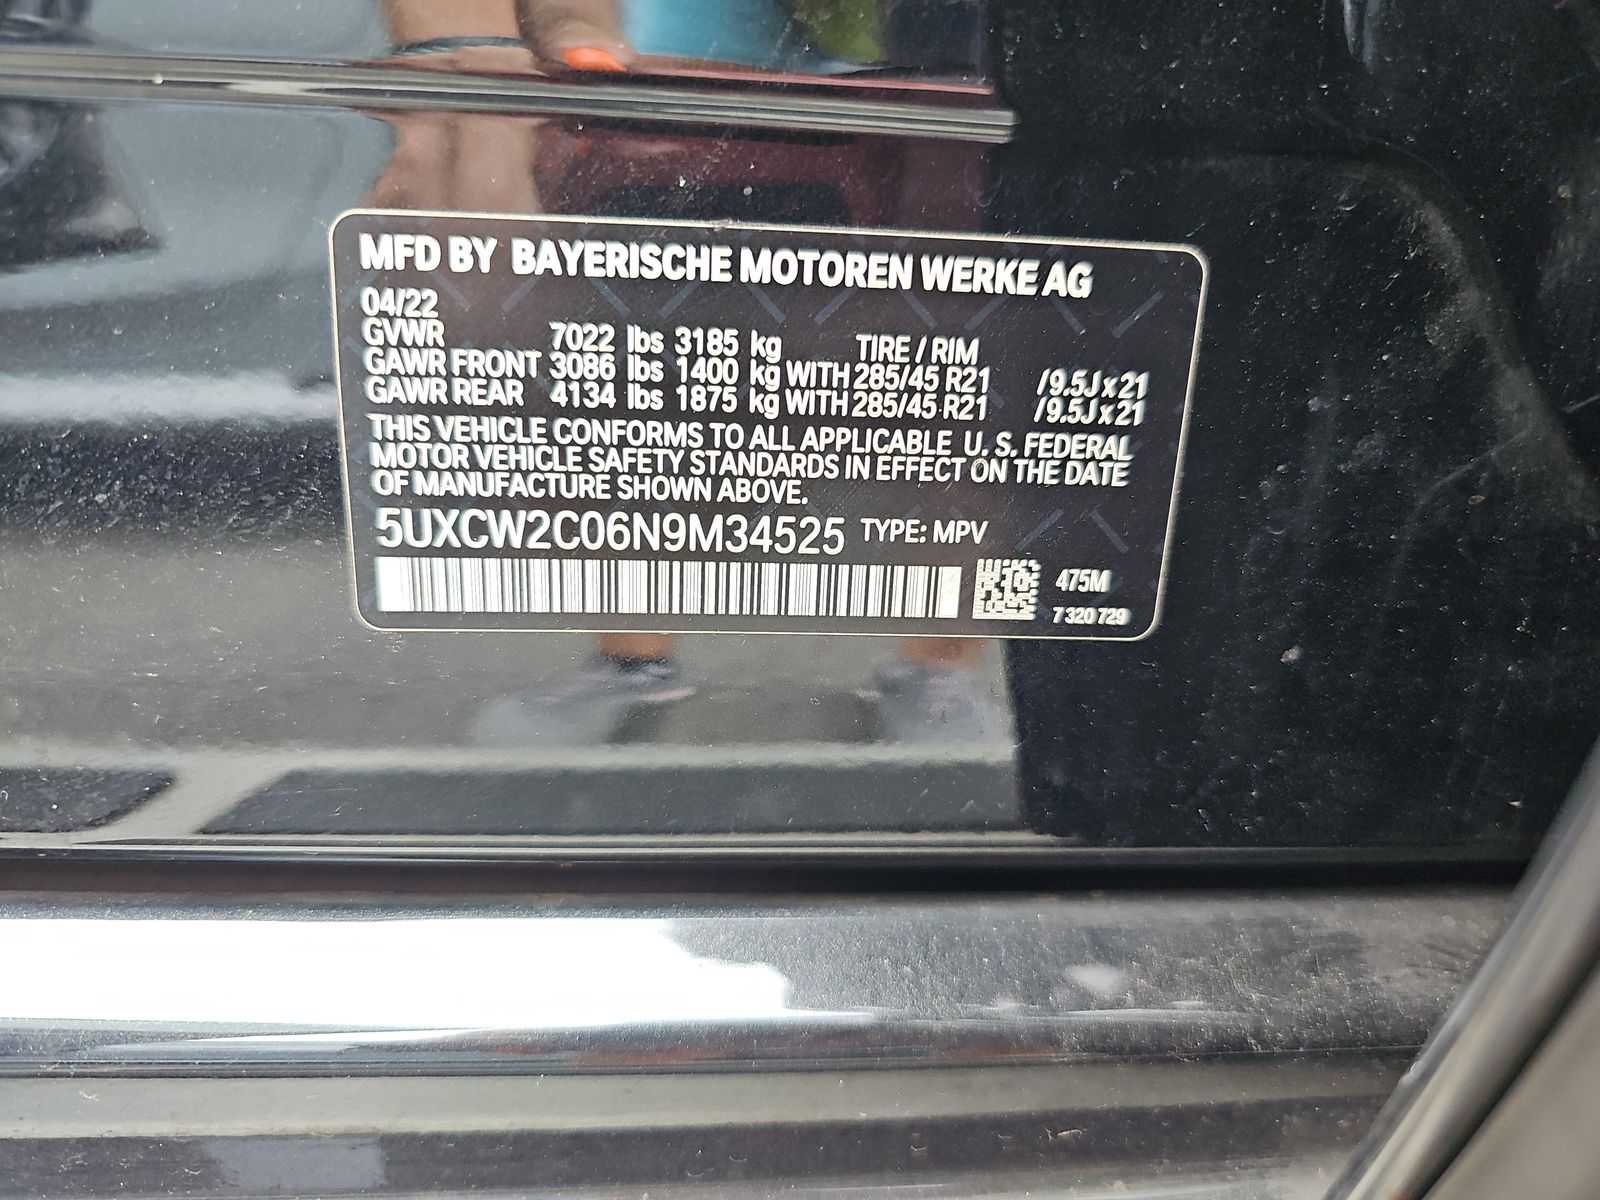 MFD BY BAYERISCHE MOTOREN WERKE AG
04/22
GVWR 7022 lbs 3185 kg TIRE / RIM
GAWR FRONT 3086 lbs 1400 kg WITH 285/45 R21 /9.5J x 21
GAWR REAR 4134 lbs 1875 kg WITH 285/45 R21 /9.5J x 21
THIS VEHICLE CONFORMS TO ALL APPLICABLE U. S. FEDERAL
MOTOR VEHICLE SAFETY STANDARDS IN EFFECT ON THE DATE
OF MANUFACTURE SHOWN ABOVE.
5UXCW2C06N9M34525 TYPE: MPV
475M
7 320 729